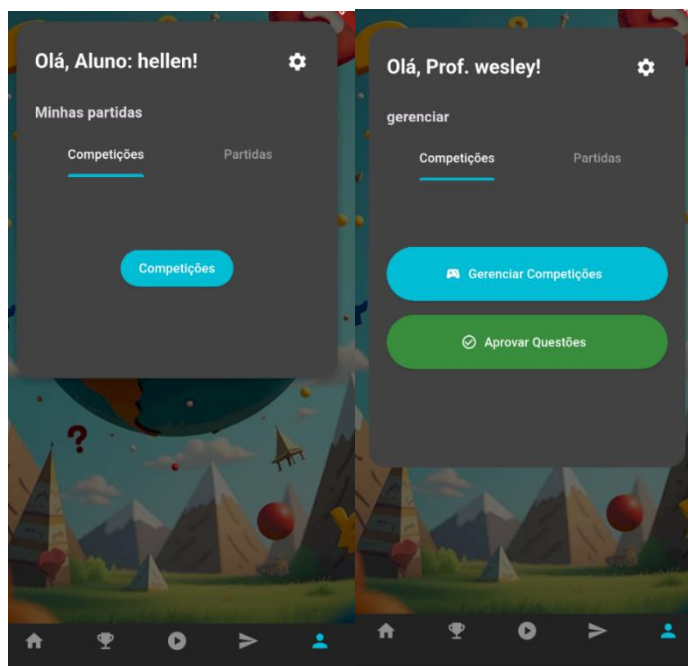 Olá, Aluno: hellen!
Minhas partidas
Competições Partidas
Competições
?
Olá, Prof. wesley!
gerenciar
Competições Partidas
Gerenciar Competições
Aprovar Questões